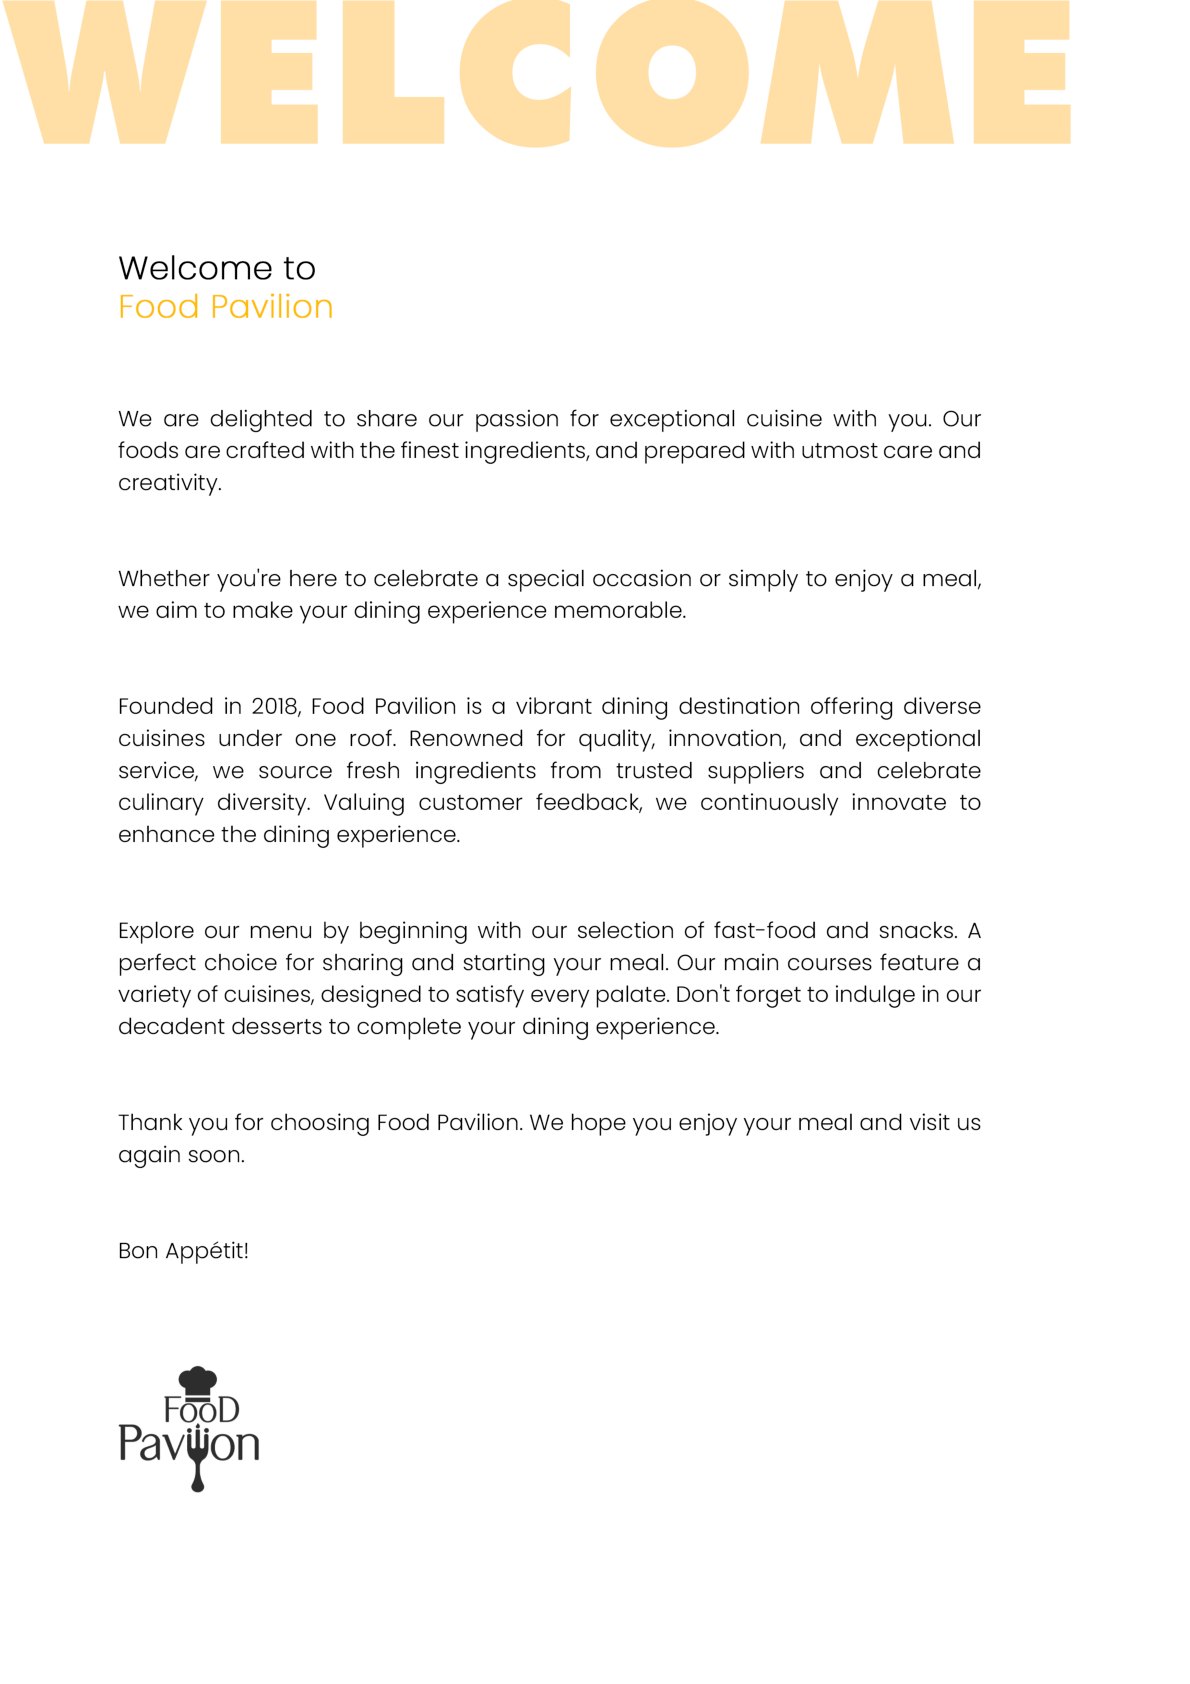 WELCOME
Welcome to
Food Pavilion
We are delighted to share our passion for exceptional cuisine with you. Our
foods are crafted with the finest ingredients, and prepared with utmost care and
creativity.
Whether you're here to celebrate a special occasion or simply to enjoy a meal,
we aim to make your dining experience memorable.
Founded in 2018, Food Pavilion is a vibrant dining destination offering diverse
cuisines under one roof. Renowned for quality, innovation, and exceptional
service, we source fresh ingredients from trusted suppliers and celebrate
culinary diversity. Valuing customer feedback, we continuously innovate to
enhance the dining experience.
Explore our menu by beginning with our selection of fast-food and snacks. A
perfect choice for sharing and starting your meal. Our main courses feature a
variety of cuisines, designed to satisfy every palate. Don't forget to indulge in our
decadent desserts to complete your dining experience.
Thank you for choosing Food Pavilion. We hope you enjoy your meal and visit us
again soon.
Bon Appétit!
FooD
Pavilion